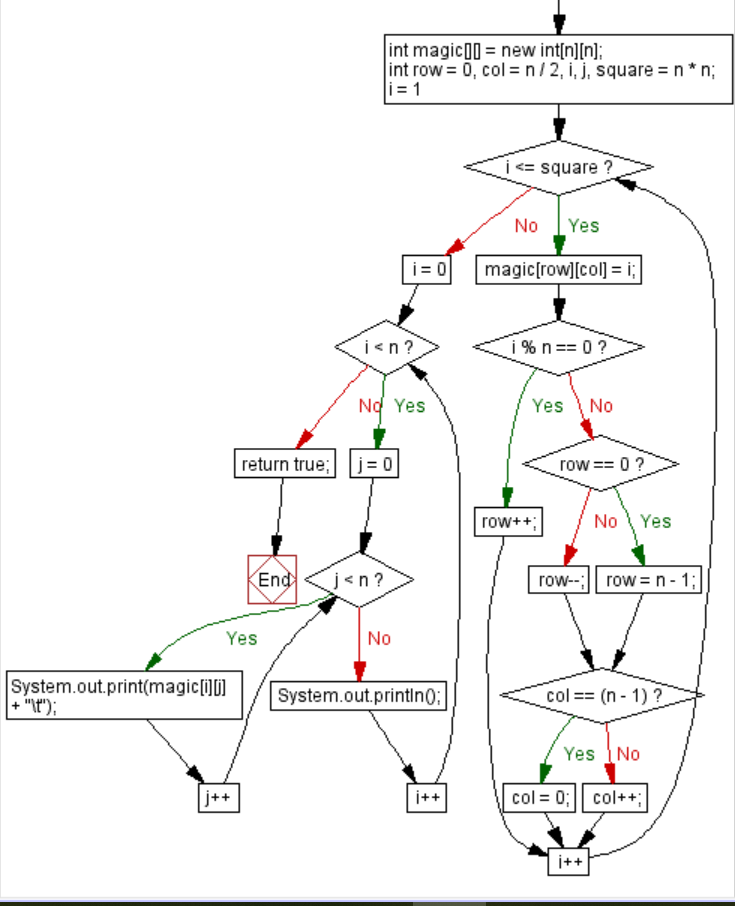 int magic[][] = new int[n][n];
int row = 0, col = n / 2, i, j, square = n * n;
i = 1
i <= square ?
No
Yes
i = 0
magic[row][col] = i;
i < n ?
i % n == 0 ?
No
Yes
Yes
No
return true;
j = 0
row == 0 ?
row++;
No
Yes
End
j < n ?
row--;
row = n - 1;
Yes
No
System.out.print(magic[i][j]
+ "\t");
System.out.println();
col == (n - 1) ?
Yes
No
j++
i++
col = 0;
col++;
i++